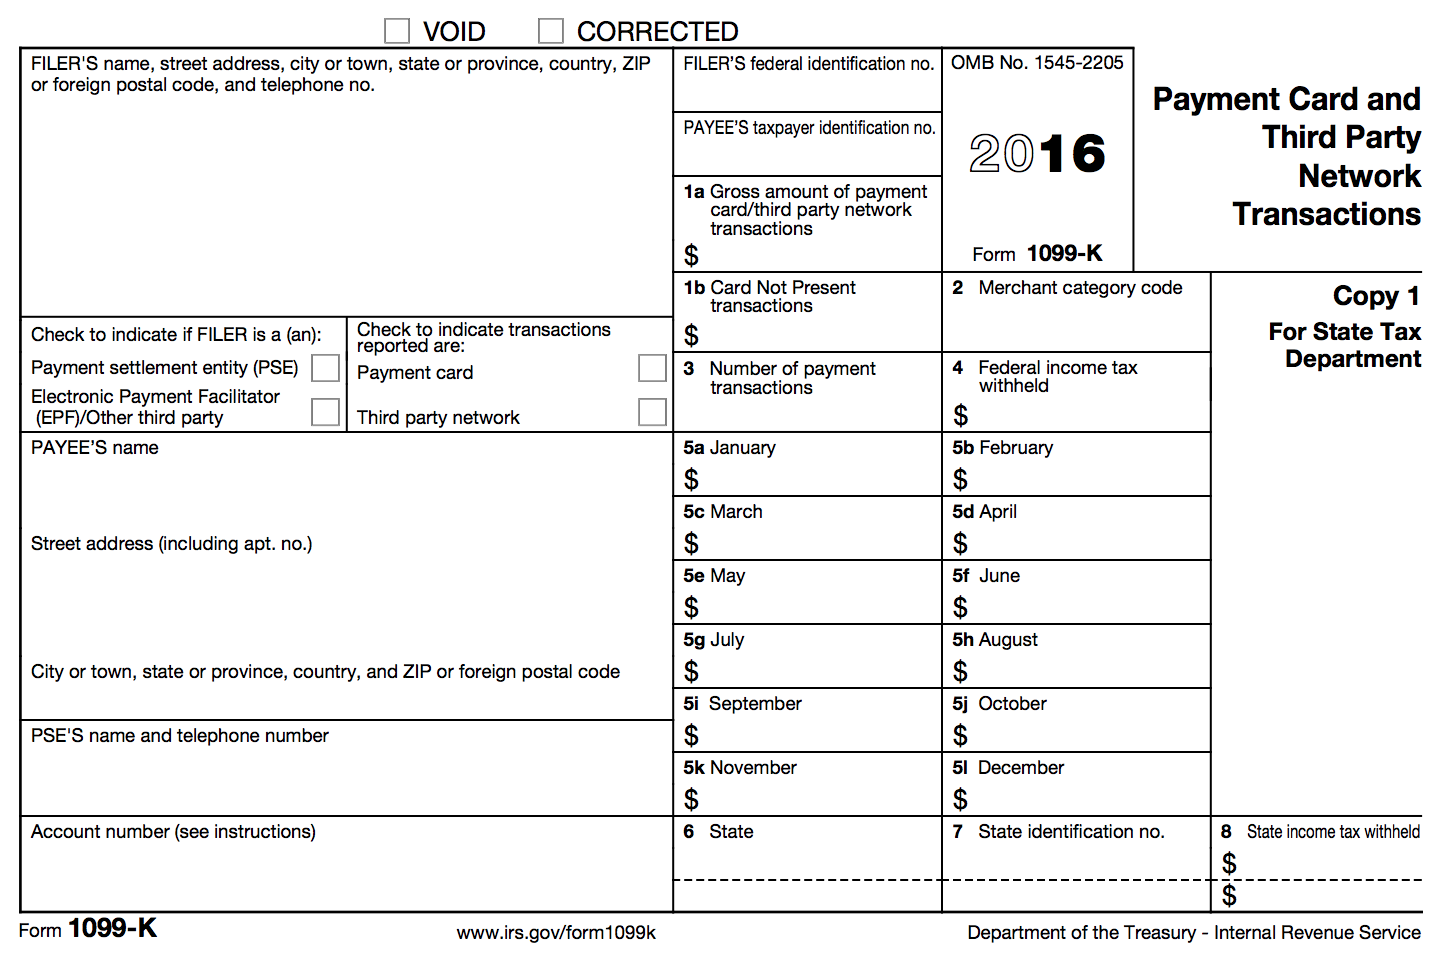 VOID CORRECTED
FILER'S name, street address, city or town, state or province, country, ZIP
or foreign postal code, and telephone no.
FILER'S federal identification no.
PAYEE'S taxpayer identification no.
1a Gross amount of payment
card/third party network
transactions
$
OMB No. 1545-2205
2016
Form 1099-K
Payment Card and
Third Party
Network
Transactions
1b Card Not Present
transactions
$
2 Merchant category code
Copy 1
For State Tax
Department
Check to indicate if FILER is a (an):
Payment settlement entity (PSE)
Electronic Payment Facilitator
(EPF)/Other third party
Check to indicate transactions
reported are:
Payment card
Third party network
3 Number of payment
transactions
4 Federal income tax
withheld
$
PAYEE'S name
Street address (including apt. no.)
City or town, state or province, country, and ZIP or foreign postal code
PSE'S name and telephone number
Account number (see instructions)
5a January
$
5b February
$
5c March
$
5d April
$
5e May
$
5f June
$
5g July
$
5h August
$
5i September
$
5j October
$
5k November
$
5l December
$
6 State
7 State identification no.
8 State income tax withheld
$
$
Form 1099-K
www.irs.gov/form1099k
Department of the Treasury - Internal Revenue Service